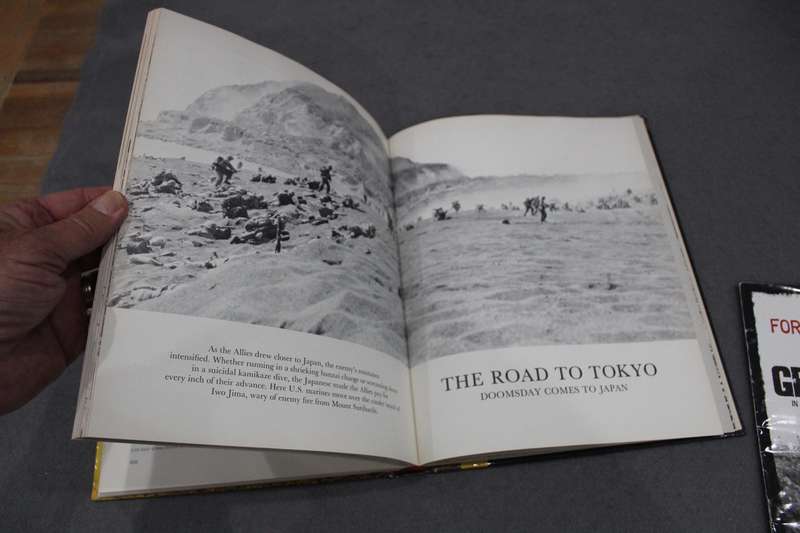 As the Allies drew closer to Japan, the enemy's resistance
intensified. Whether running in a shrieking banzai charge or screaming down
in a suicidal kamikaze dive, the Japanese made the Allies pay for
every inch of their advance. Here U.S. marines move over the cinder beach of
Iwo Jima, wary of enemy fire from Mount Suribachi.
THE ROAD TO TOKYO
DOOMSDAY COMES TO JAPAN
FOR
IN